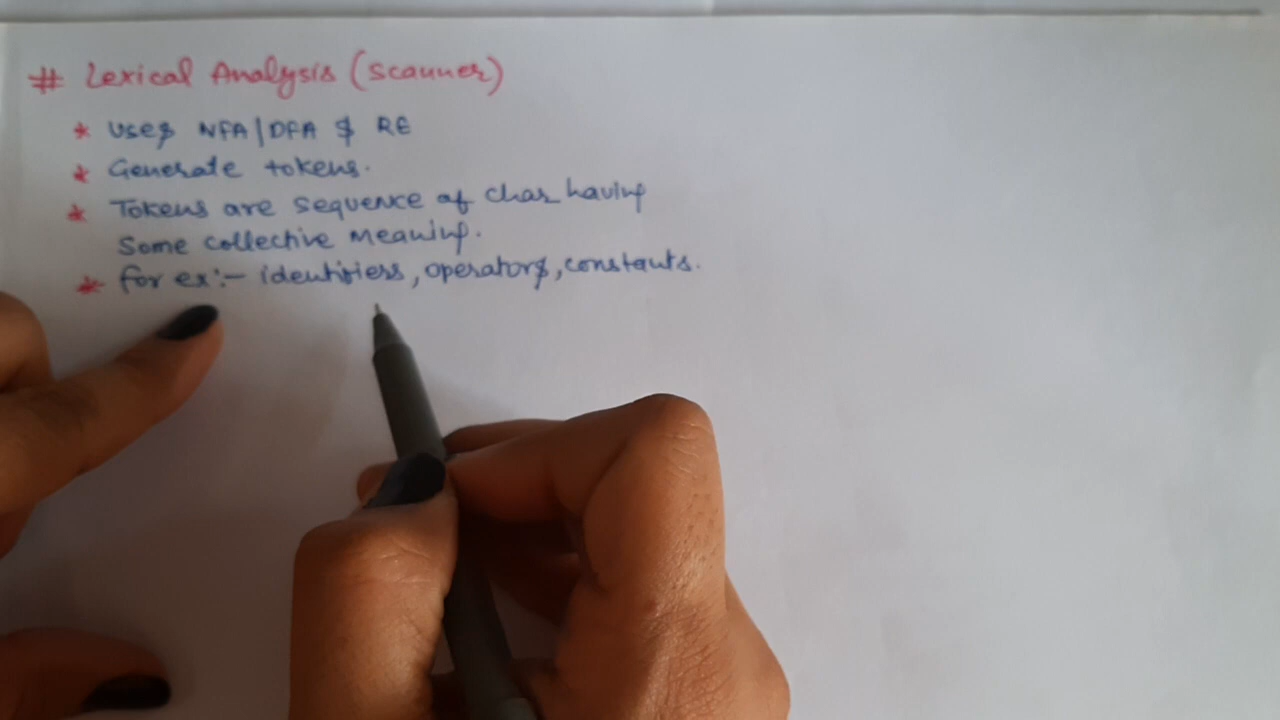 # Lexical Analysis (Scanner)
* Uses NFA/DFA & RE
* Generate tokens.
* Tokens are sequence of char having
Some collective Meaning.
* for ex:- identifiers, operators, constants.